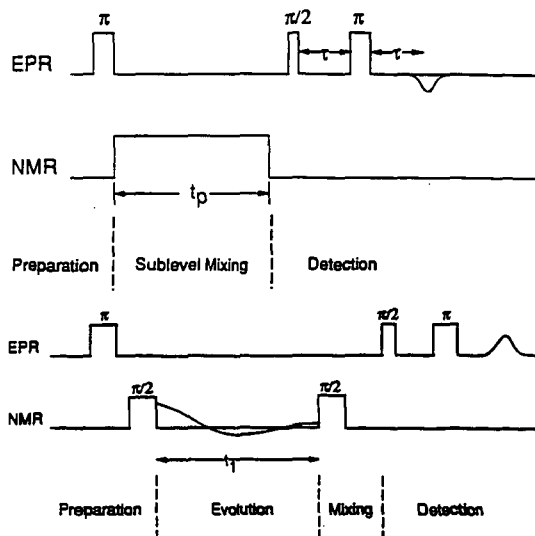 π π/2 π
EPR τ τ
NMR
tp
Preparation Sublevel Mixing Detection
π π/2 π
EPR
π/2 π/2
NMR
t1
Preparation Evolution Mixing Detection